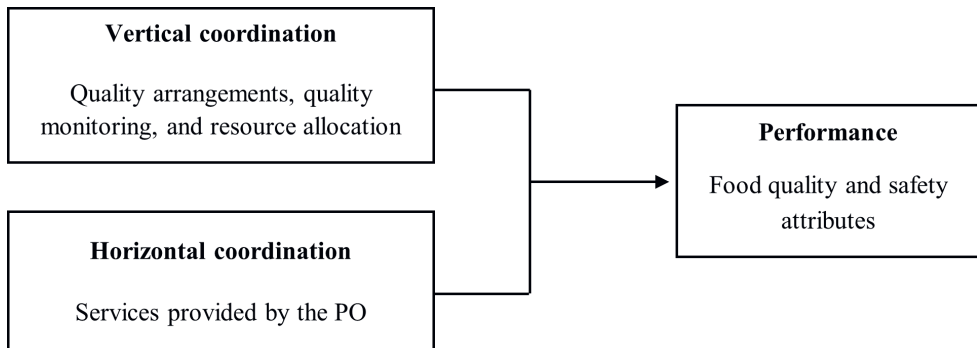 Vertical coordination
Quality arrangements, quality
monitoring, and resource allocation
Horizontal coordination
Services provided by the PO
Performance
Food quality and safety
attributes